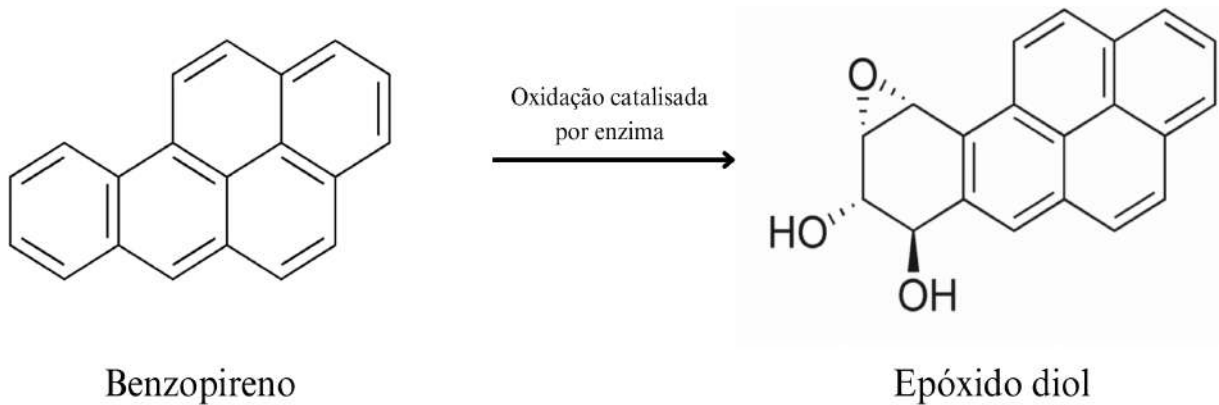 Oxidação catalisada
por enzima
O
HO
OH
Benzopireno
Epóxido diol